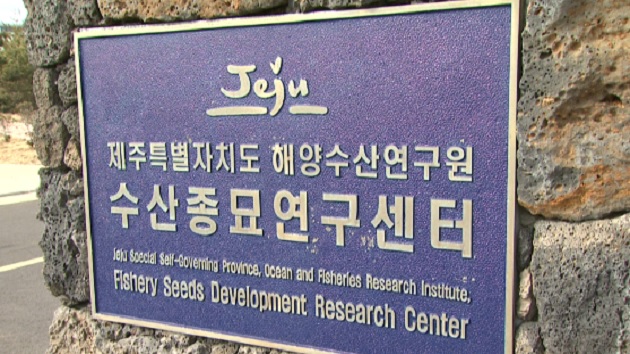 Jeju
제주특별자치도 해양수산연구원
수산종묘연구센터
Jeju Special Self-Governing Province, Ocean and Fisheries Research Institute,
Fishery Seeds Development Research Center